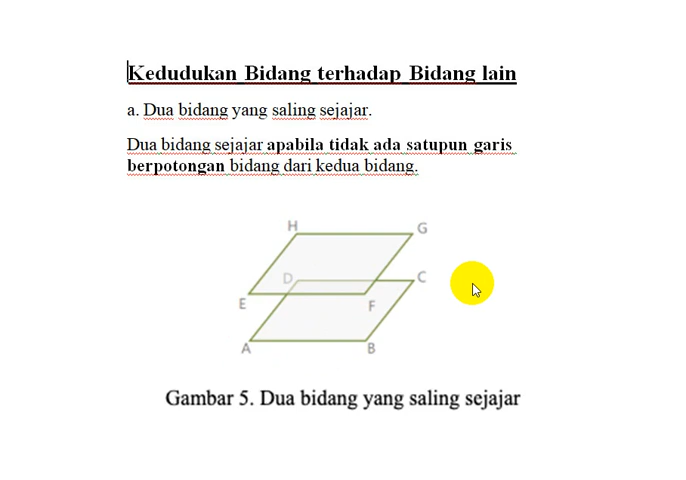 Kedudukan Bidang terhadap Bidang lain
a. Dua bidang yang saling sejajar.
Dua bidang sejajar apabila tidak ada satupun garis
berpotongan bidang dari kedua bidang.
H G
D C
E F
A B
Gambar 5. Dua bidang yang saling sejajar